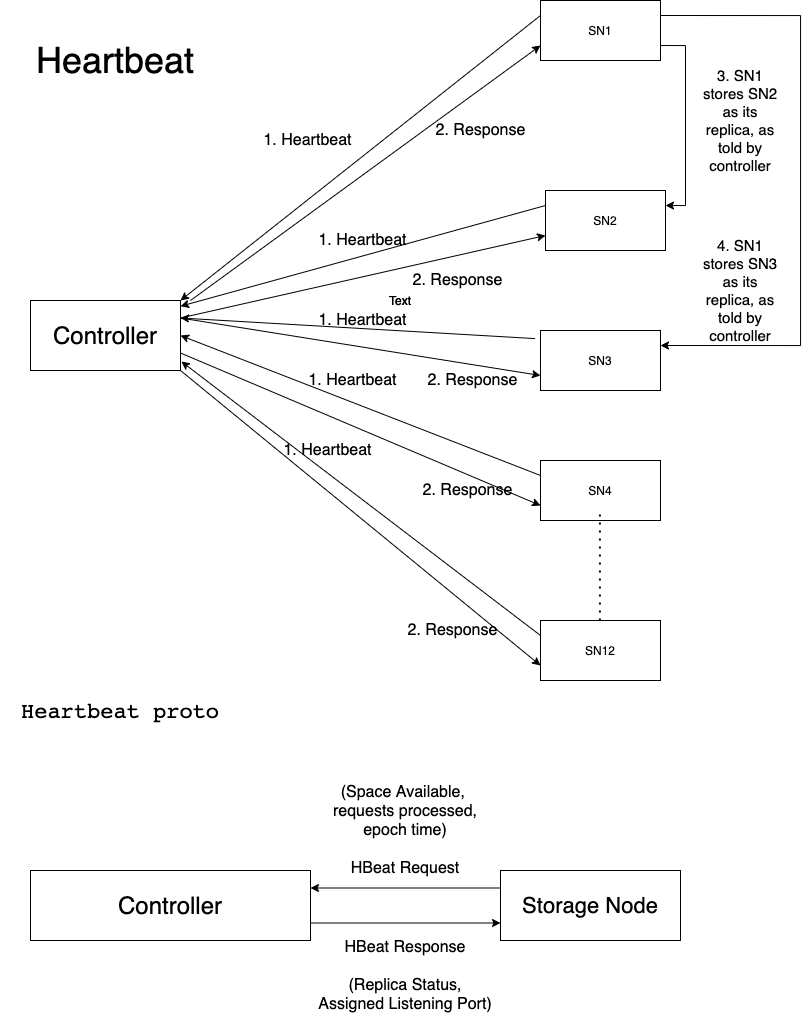 Heartbeat
SN1
3. SN1
stores SN2
as its
replica, as
told by
controller
1. Heartbeat
2. Response
SN2
1. Heartbeat
2. Response
4. SN1
stores SN3
as its
replica, as
told by
controller
Text
1. Heartbeat
Controller
SN3
1. Heartbeat
2. Response
1. Heartbeat
2. Response
SN4
2. Response
SN12
Heartbeat proto
(Space Available,
requests processed,
epoch time)
HBeat Request
Controller
Storage Node
HBeat Response
(Replica Status,
Assigned Listening Port)